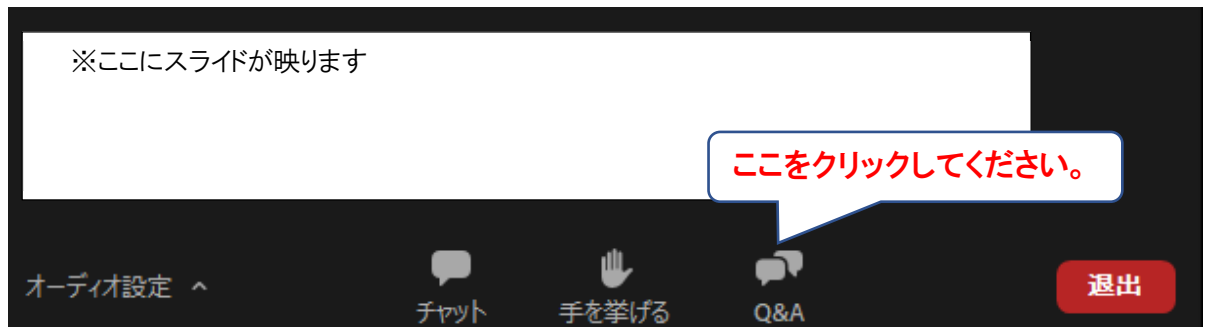 ※ここにスライドが映ります
ここをクリックしてください。
オーディオ設定 ^
チャット
手を挙げる
Q&A
退出